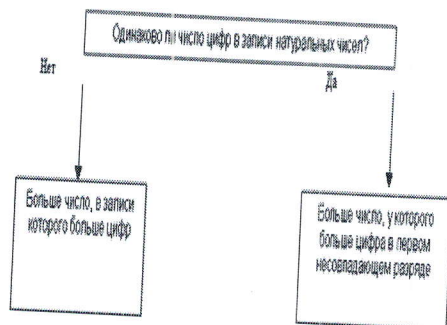 Одинаково ли число цифр в записи натуральных чисел?
Нет
Да
Больше число, в записи
которого больше цифр
Больше число, у которого
больше цифра в первом
несовпадающем разряде